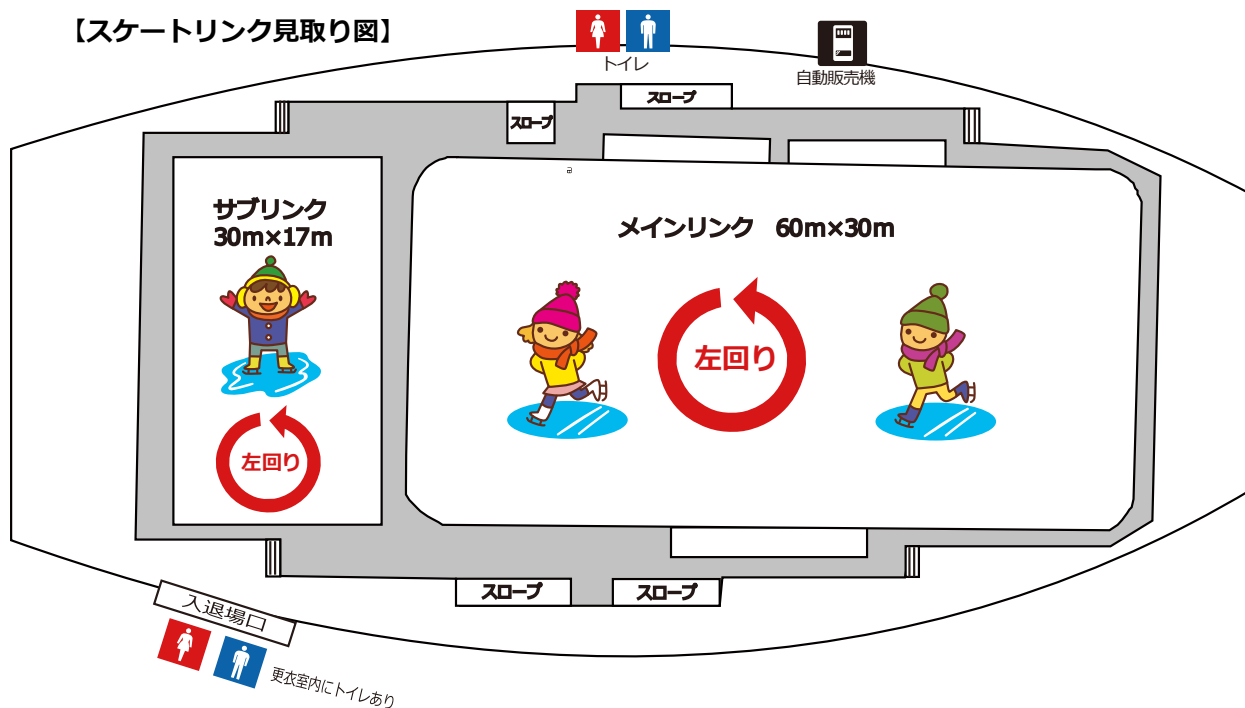 【スケートリンク見取り図】
トイレ
自動販売機
スロープ
スロープ
a
サブリンク
30m×17m
メインリンク　60m×30m
左回り
左回り
スロープ
スロープ
入退場口
更衣室内にトイレあり